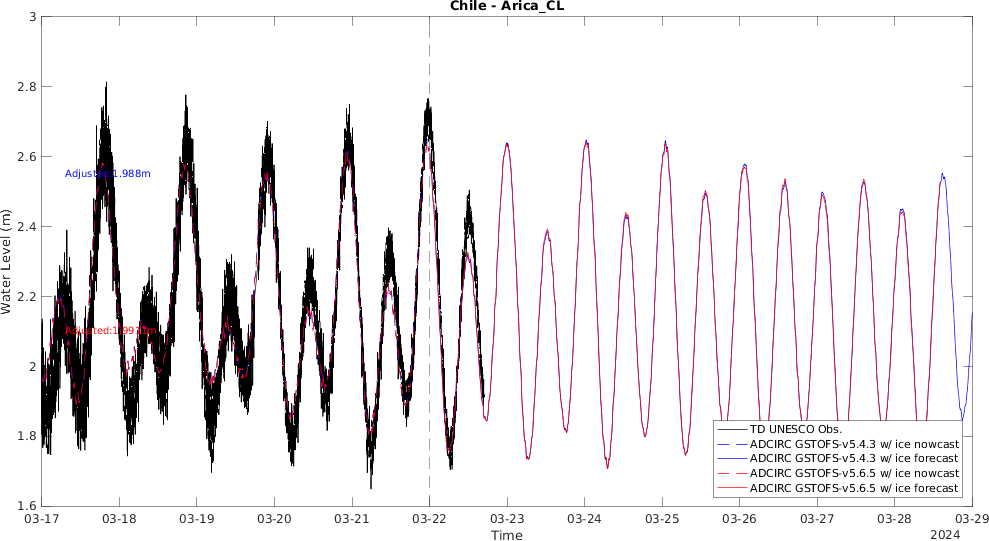 Chile - Arica_CL
3
2.8
2.6
2.4
2.2
2
1.8
1.6
Water Level (m)
Adjusted:1.988m
TD UNESCO Obs.
ADCIRC GSTOFS-v5.4.3 w/ ice nowcast
ADCIRC GSTOFS-v5.4.3 w/ ice forecast
ADCIRC GSTOFS-v5.6.5 w/ ice nowcast
ADCIRC GSTOFS-v5.6.5 w/ ice forecast
03-17 03-18 03-19 03-20 03-21 03-22 03-23 03-24 03-25 03-26 03-27 03-28 03-29
Time
2024